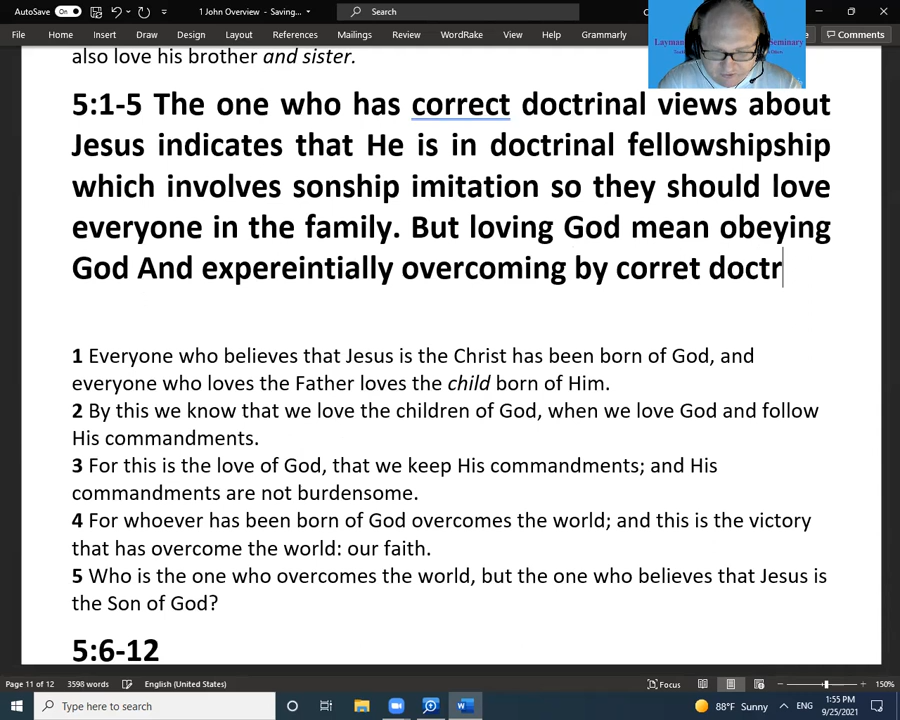 AutoSave On 1 John Overview - Saving... Search
File Home Insert Draw Design Layout References Mailings Review WordRake View Help Grammarly Comments
Layman Seminary
also love his brother and sister.
5:1-5 The one who has correct doctrinal views about
Jesus indicates that He is in doctrinal fellowshipship
which involves sonship imitation so they should love
everyone in the family. But loving God mean obeying
God And expereintially overcoming by corret doctr
1 Everyone who believes that Jesus is the Christ has been born of God, and
everyone who loves the Father loves the child born of Him.
2 By this we know that we love the children of God, when we love God and follow
His commandments.
3 For this is the love of God, that we keep His commandments; and His
commandments are not burdensome.
4 For whoever has been born of God overcomes the world; and this is the victory
that has overcome the world: our faith.
5 Who is the one who overcomes the world, but the one who believes that Jesus is
the Son of God?
5:6-12
Page 11 of 12 3598 words English (United States) Focus 150%
Type here to search 88°F Sunny ENG 1:55 PM
9/25/2021